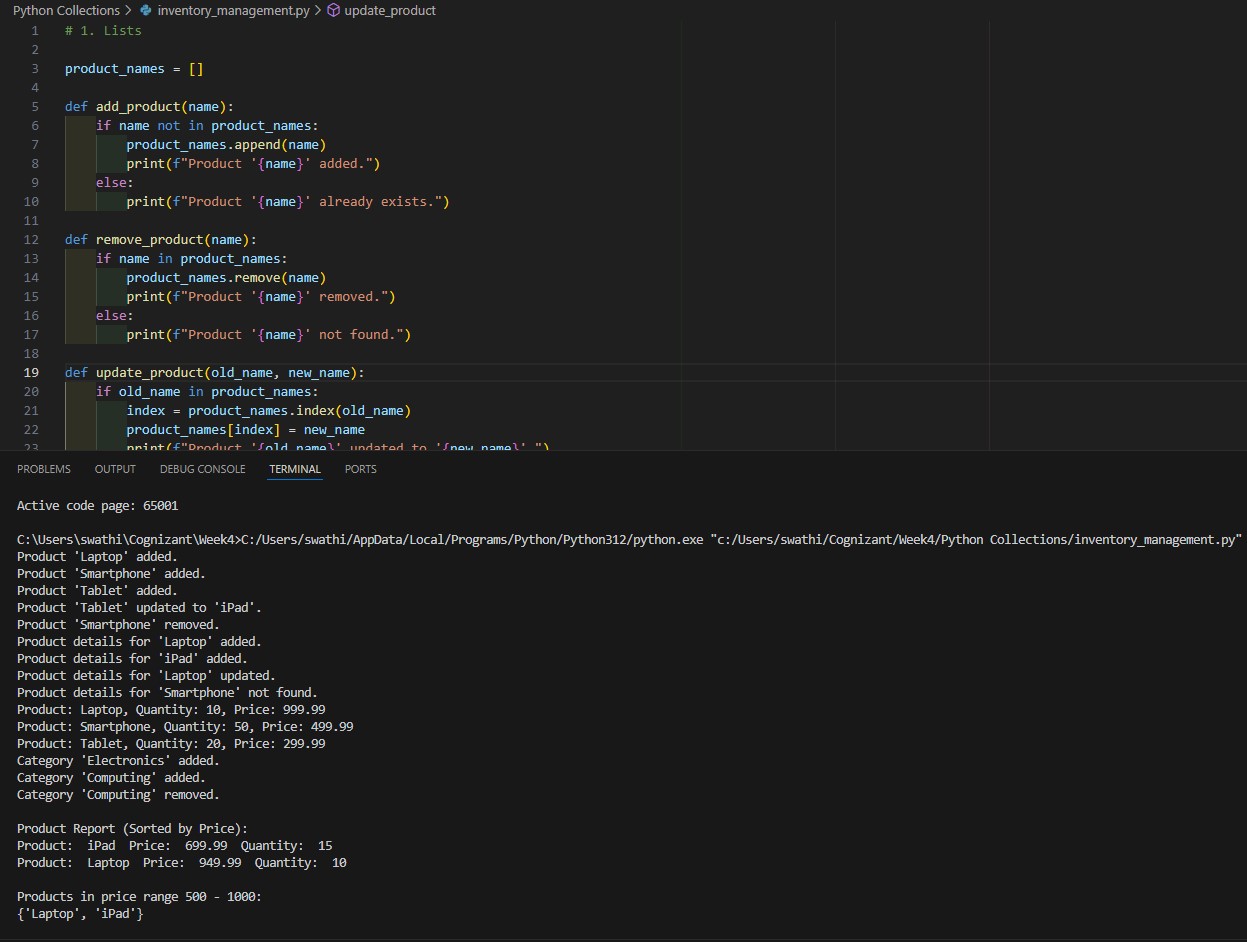 Python Collections > inventory_management.py > update_product
1 # 1. Lists
2
3 product_names = []
4
5 def add_product(name):
6     if name not in product_names:
7         product_names.append(name)
8         print(f"Product '{name}' added.")
9     else:
10         print(f"Product '{name}' already exists.")
11
12 def remove_product(name):
13     if name in product_names:
14         product_names.remove(name)
15         print(f"Product '{name}' removed.")
16     else:
17         print(f"Product '{name}' not found.")
18
19 def update_product(old_name, new_name):
20     if old_name in product_names:
21         index = product_names.index(old_name)
22         product_names[index] = new_name
23         print(f"Product '{old_name}' updated to '{new_name}'.")
PROBLEMS OUTPUT DEBUG CONSOLE TERMINAL PORTS
Active code page: 65001
C:\Users\swathi\Cognizant\Week4>C:/Users/swathi/AppData/Local/Programs/Python/Python312/python.exe "c:/Users/swathi/Cognizant/Week4/Python Collections/inventory_management.py"
Product 'Laptop' added.
Product 'Smartphone' added.
Product 'Tablet' added.
Product 'Tablet' updated to 'iPad'.
Product 'Smartphone' removed.
Product details for 'Laptop' added.
Product details for 'iPad' added.
Product details for 'Laptop' updated.
Product details for 'Smartphone' not found.
Product: Laptop, Quantity: 10, Price: 999.99
Product: Smartphone, Quantity: 50, Price: 499.99
Product: Tablet, Quantity: 20, Price: 299.99
Category 'Electronics' added.
Category 'Computing' added.
Category 'Computing' removed.
Product Report (Sorted by Price):
Product:  iPad  Price:  699.99  Quantity:  15
Product:  Laptop  Price:  949.99  Quantity:  10
Products in price range 500 - 1000:
{'Laptop', 'iPad'}